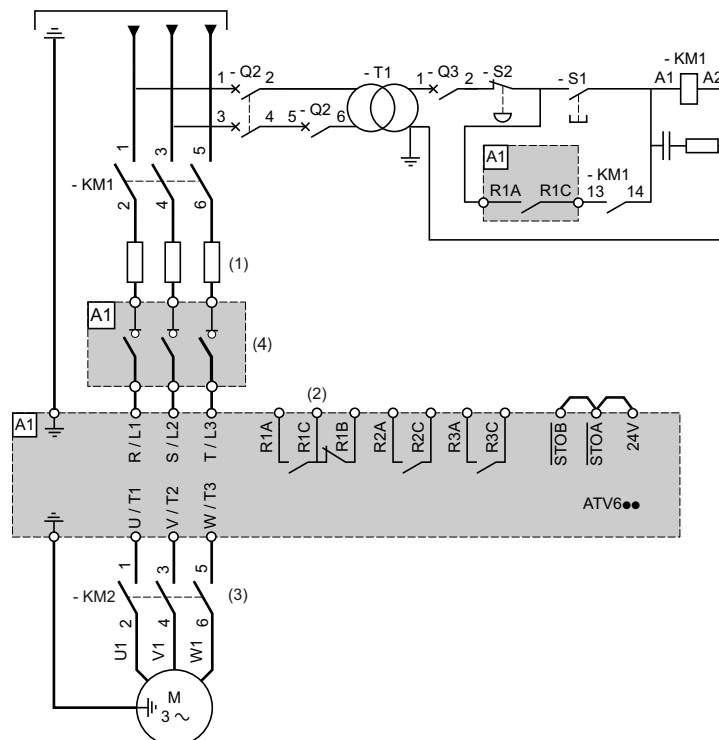 1 - Q2 2
- T1
1 - Q3 2
- S2
- S1
- KM1
A1 A2
3 4 5 - Q2 6
1 3 5
- KM1
2 4 6
A1
R1A R1C
- KM1
13 14
(1)
A1
(4)
A1
R / L1
S / L2
T / L3
(2)
R1A
R1C
R1B
R2A
R2C
R3A
R3C
STOB
STOA
24V
U / T1
V / T2
W / T3
ATV6●●
1 3 5
- KM2
(3)
2 4 6
U1
V1
W1
M
3 ~